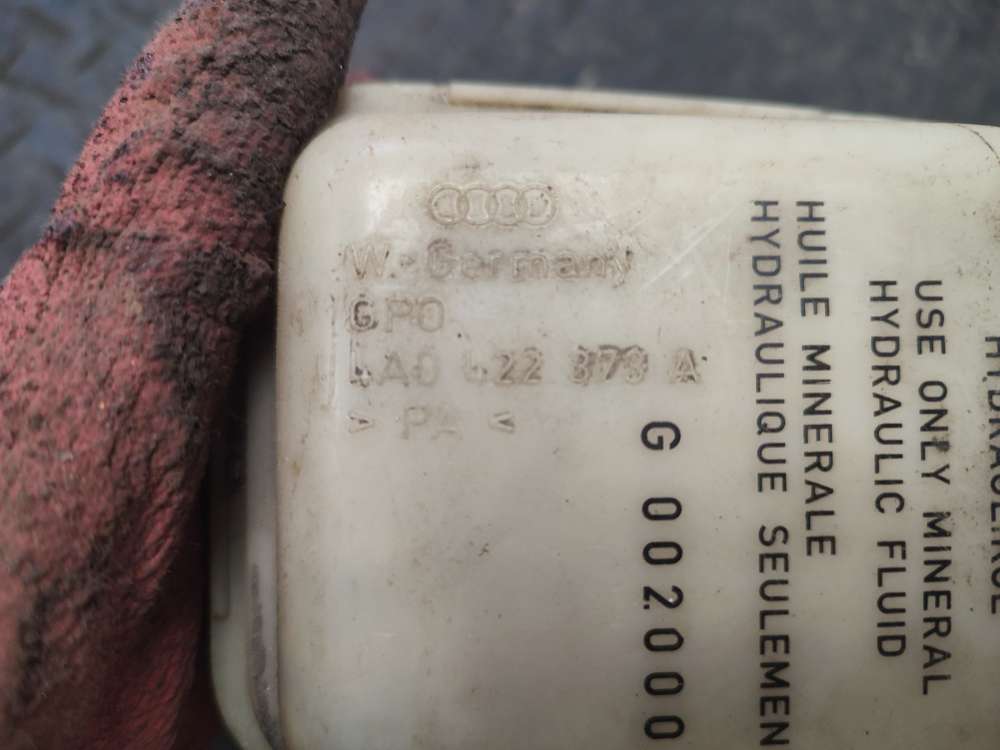 W.-Germany
GPO
4A0 422 373 A
> PA <
G 002000
HUILE MINERALE
HYDRAULIQUE SEULEMEN
USE ONLY MINERAL
HYDRAULIC FLUID